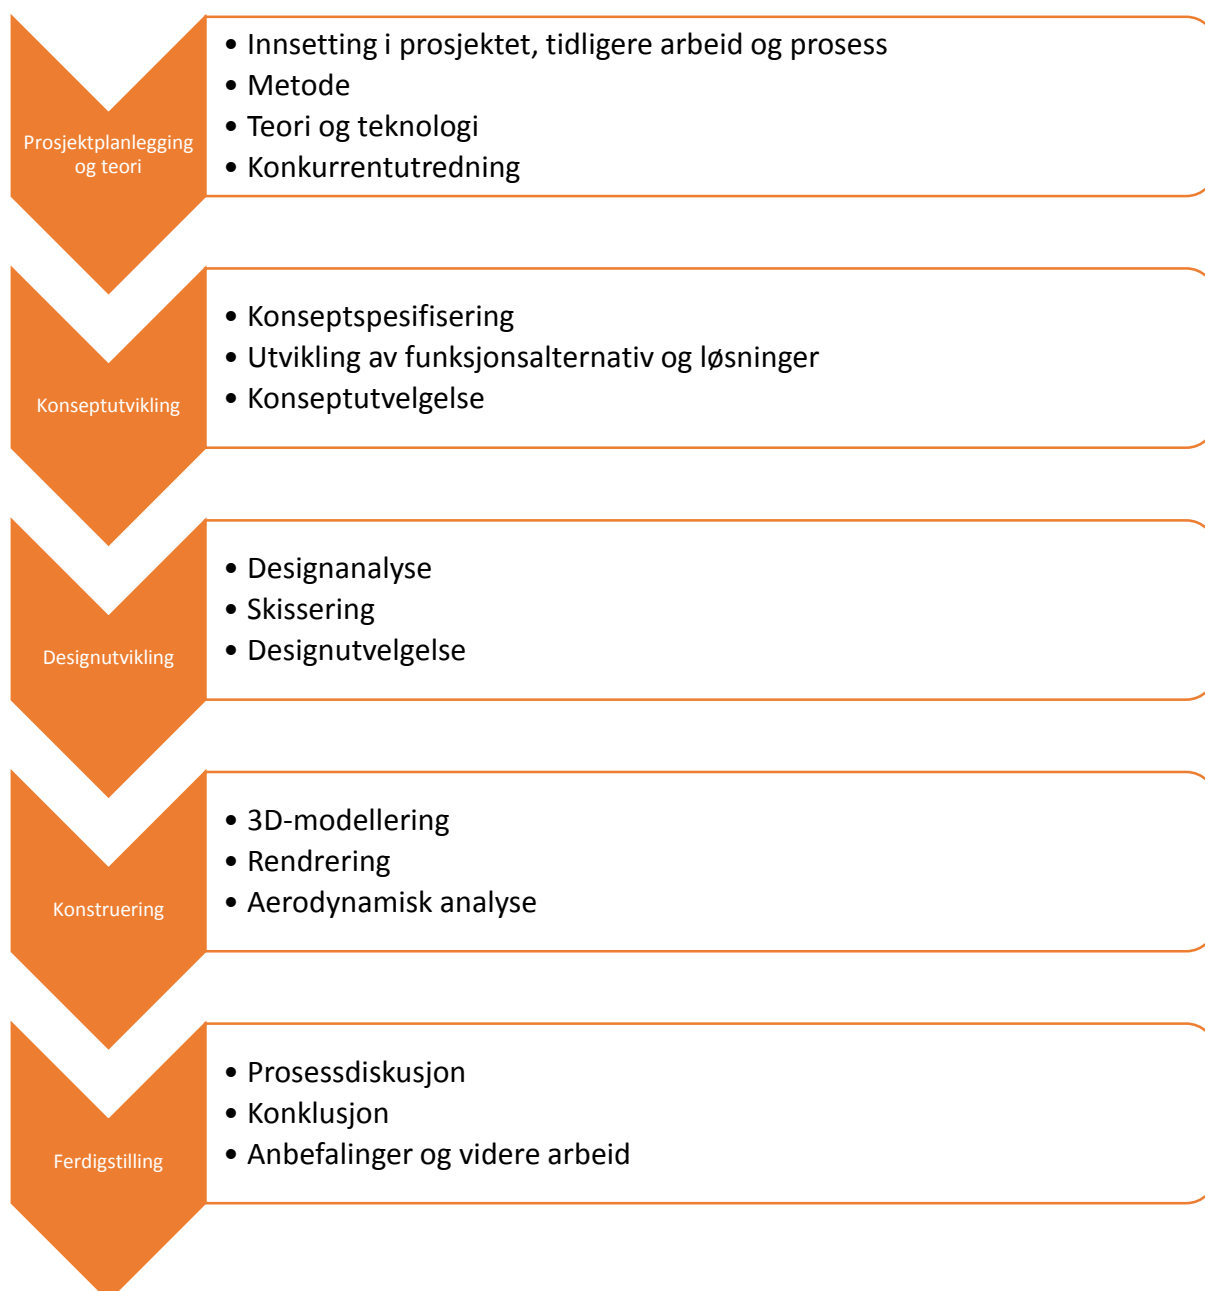 Prosjektplanlegging
og teori
• Innsetting i prosjektet, tidligere arbeid og prosess
• Metode
• Teori og teknologi
• Konkurrentutredning
Konseptutvikling
• Konseptspesifisering
• Utvikling av funksjonsalternativ og løsninger
• Konseptutvelgelse
Designutvikling
• Designanalyse
• Skissering
• Designutvelgelse
Konstruering
• 3D-modellering
• Rendrering
• Aerodynamisk analyse
Ferdigstilling
• Prosessdiskusjon
• Konklusjon
• Anbefalinger og videre arbeid